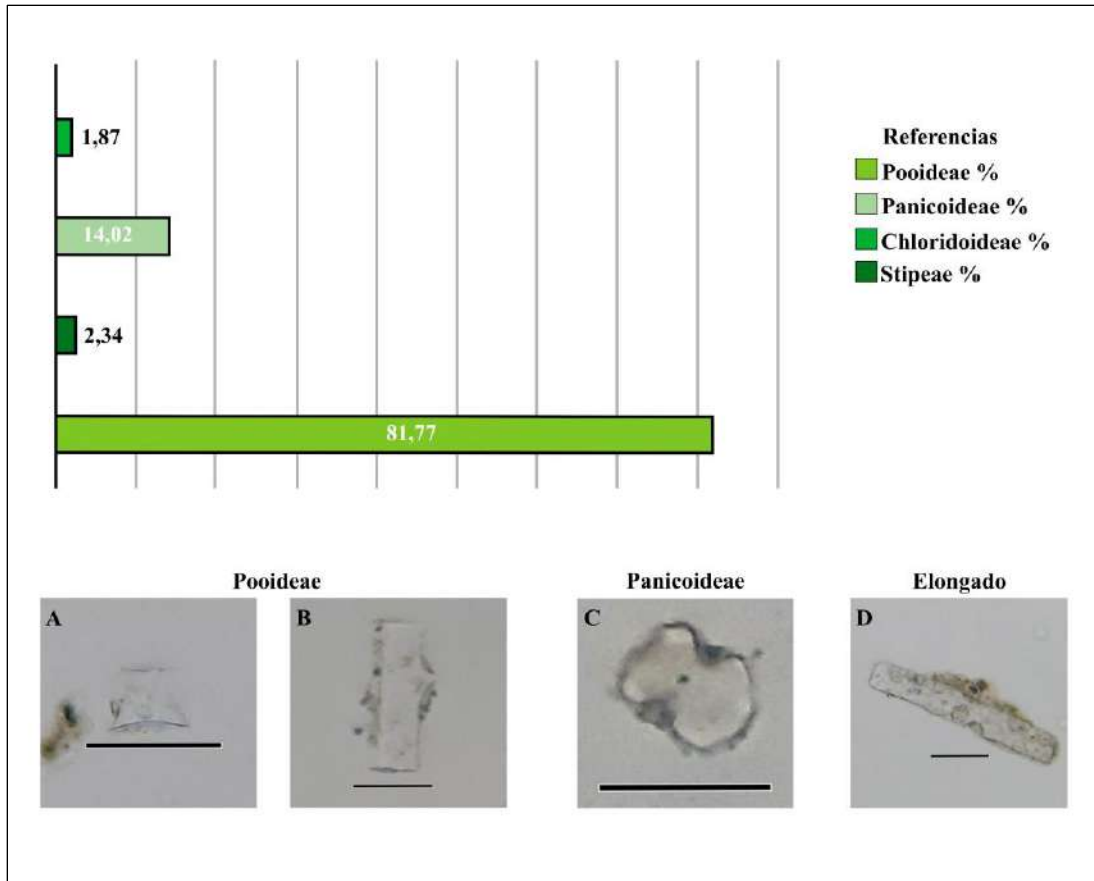 1,87
14,02
2,34
81,77
Referencias
Pooideae %
Panicoideae %
Chloridoideae %
Stipeae %
Pooideae
Panicoideae
Elongado
A
B
C
D